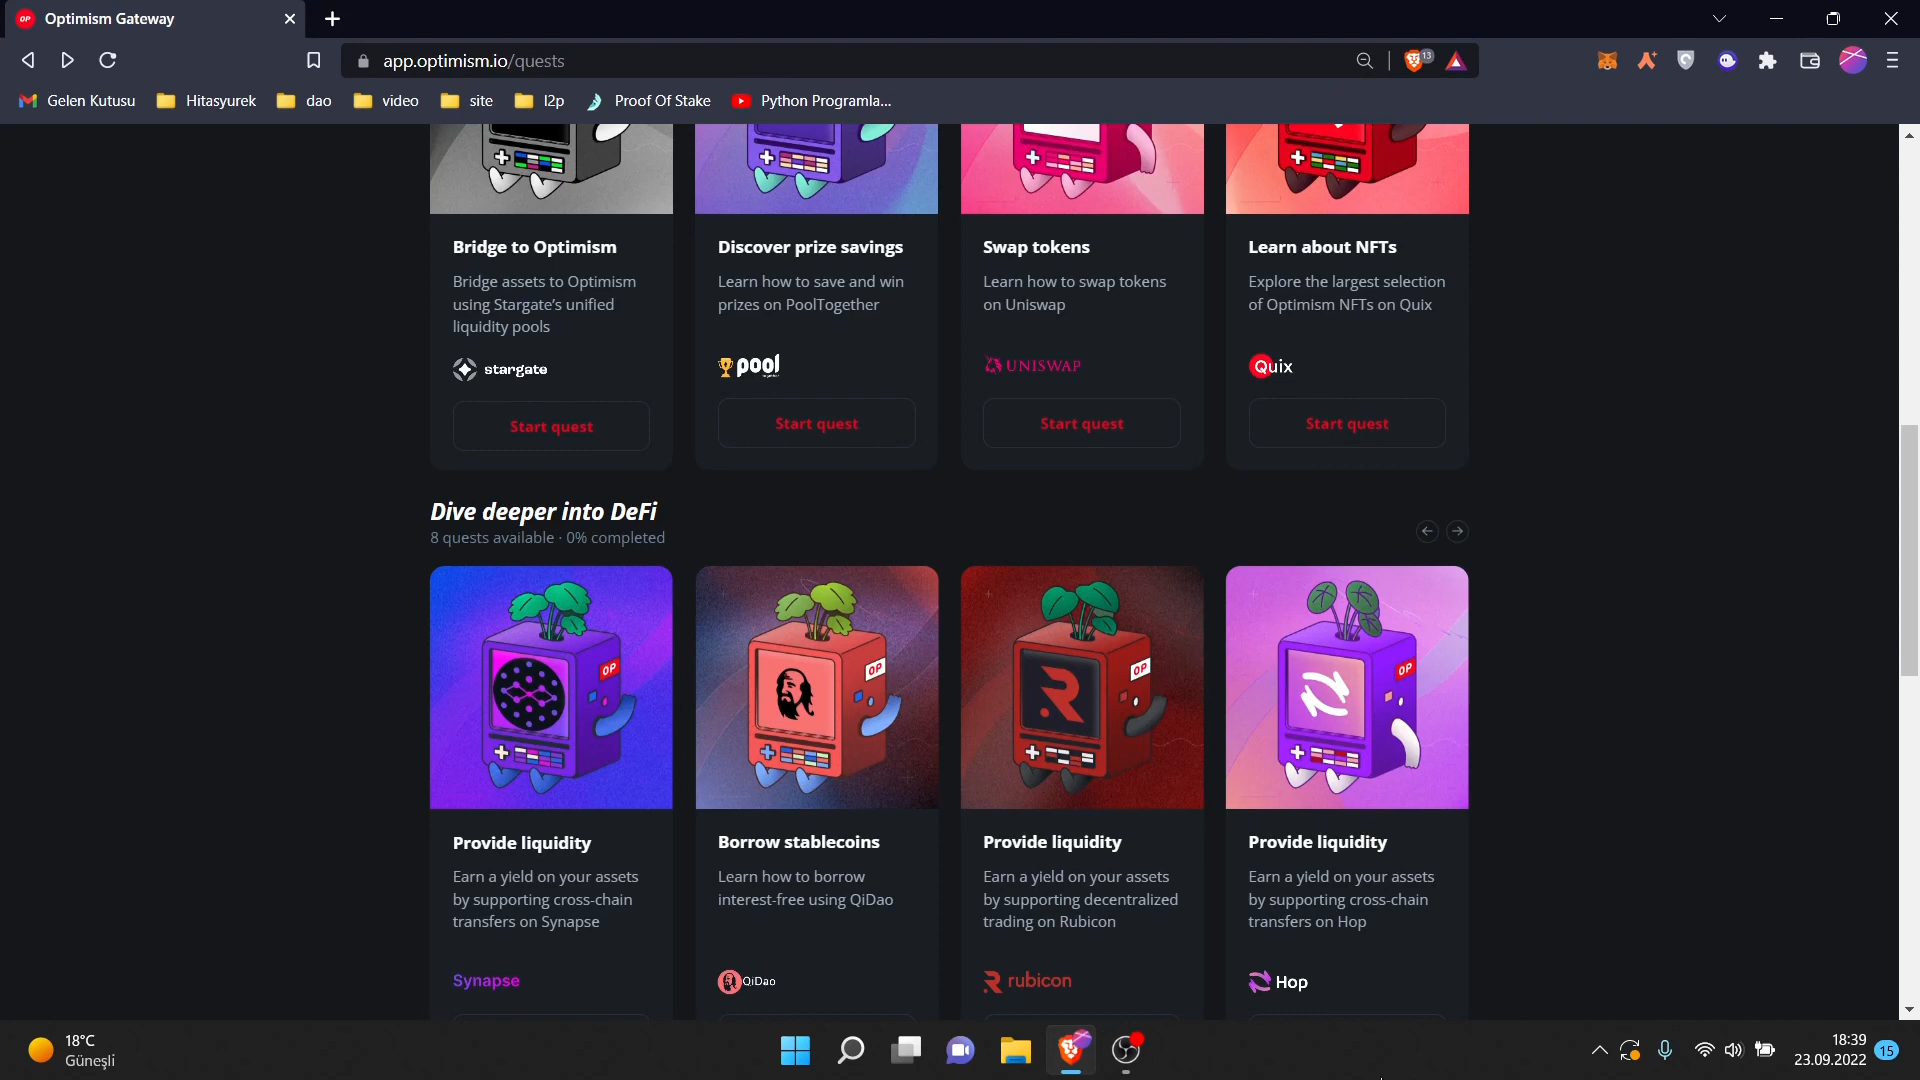 Optimism Gateway
app.optimism.io/quests
13
Gelen Kutusu
Hitasyurek
dao
video
site
l2p
Proof Of Stake
Python Programla...
Bridge to Optimism
Bridge assets to Optimism
using Stargate's unified
liquidity pools
stargate
Start quest
Discover prize savings
Learn how to save and win
prizes on PoolTogether
pool
Start quest
Swap tokens
Learn how to swap tokens
on Uniswap
UNISWAP
Start quest
Learn about NFTs
Explore the largest selection
of Optimism NFTs on Quix
Quix
Start quest
Dive deeper into DeFi
8 quests available · 0% completed
OP
OP
OP
OP
Provide liquidity
Earn a yield on your assets
by supporting cross-chain
transfers on Synapse
Synapse
Borrow stablecoins
Learn how to borrow
interest-free using QiDao
QiDao
Provide liquidity
Earn a yield on your assets
by supporting decentralized
trading on Rubicon
rubicon
Provide liquidity
Earn a yield on your assets
by supporting cross-chain
transfers on Hop
Hop
18°C
Güneşli
18:39
23.09.2022
15